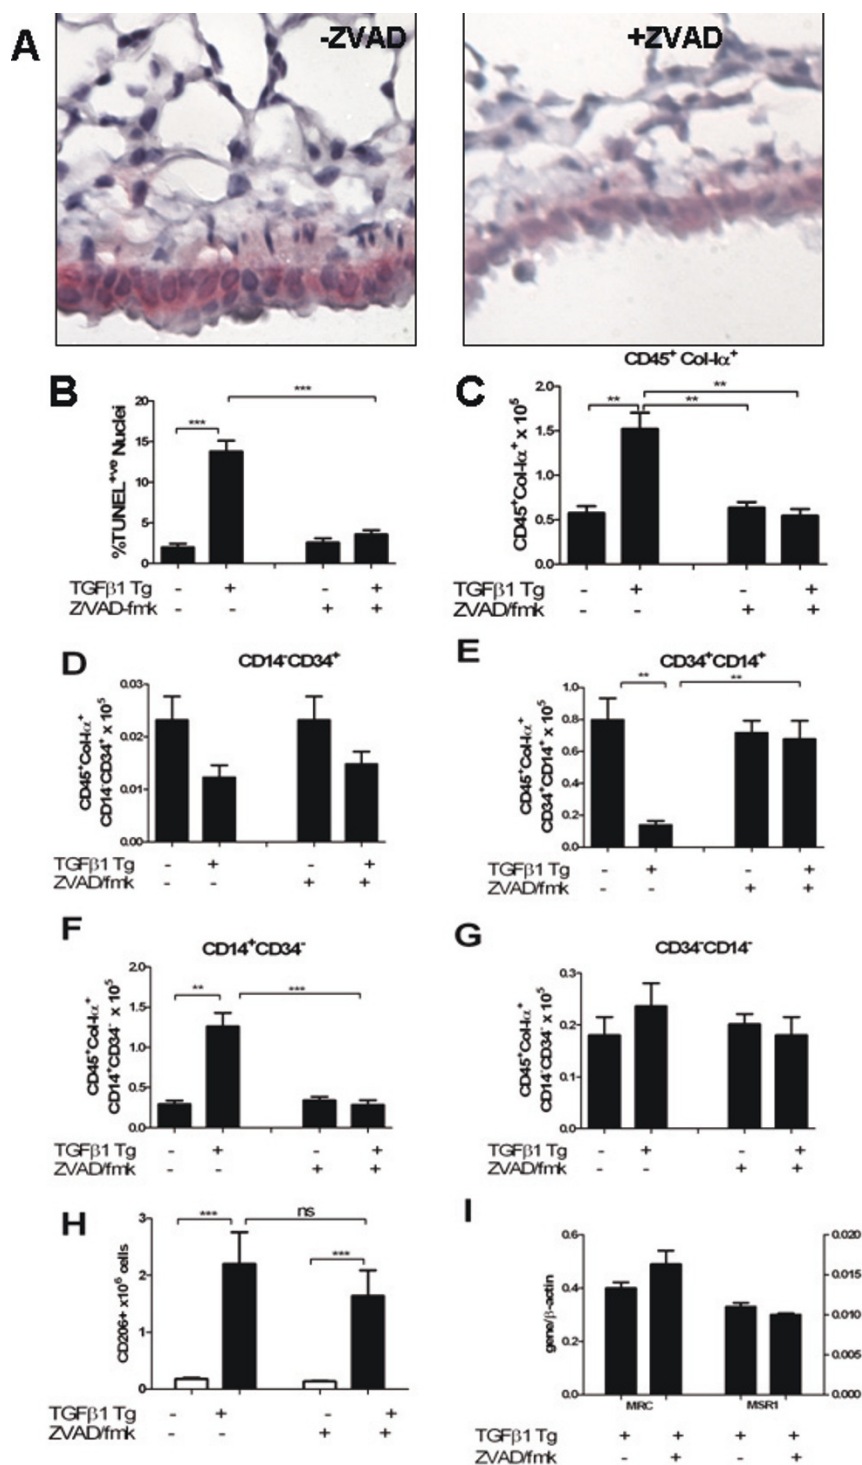 A
-ZVAD
+ZVAD
B
%TUNEL+ve Nuclei
20
15
10
5
0
***
***
TGFβ1 Tg - + - +
Z/VAD-fmk - - + +
C
CD45+ Col-Iα+
CD45+Col-Iα+ x 10^5
2.0
1.5
1.0
0.5
0.0
**
**
**
TGFβ1 Tg - + - +
ZVAD/fmk - - + +
D
CD14-CD34+
CD45+Col-Iα+
CD14-CD34+ x 10^5
0.03
0.02
0.01
0.00
TGFβ1 Tg - + - +
ZVAD/fmk - - + +
E
CD34+CD14+
CD45+Col-Iα+
CD34+CD14+ x 10^5
1.0
0.8
0.6
0.4
0.2
0.0
**
**
TGFβ1 Tg - + - +
ZVAD/fmk - - + +
F
CD14+CD34-
CD45+Col-Iα+
CD14+CD34- x 10^5
2.0
1.5
1.0
0.5
0.0
**
***
TGFβ1 Tg - + - +
ZVAD/fmk - - + +
G
CD34-CD14-
CD45+Col-Iα+
CD14-CD34- x 10^5
0.3
0.2
0.1
0.0
TGFβ1 Tg - + - +
ZVAD/fmk - - + +
H
CD206+ x10^6 cells
3
2
1
0
***
ns
***
TGFβ1 Tg - + - +
ZVAD/fmk - - + +
I
gene/β-actin
0.6
0.4
0.2
0.0
0.020
0.015
0.010
0.005
0.000
MRC
MSR1
TGFβ1 Tg + + + +
ZVAD/fmk - + - +